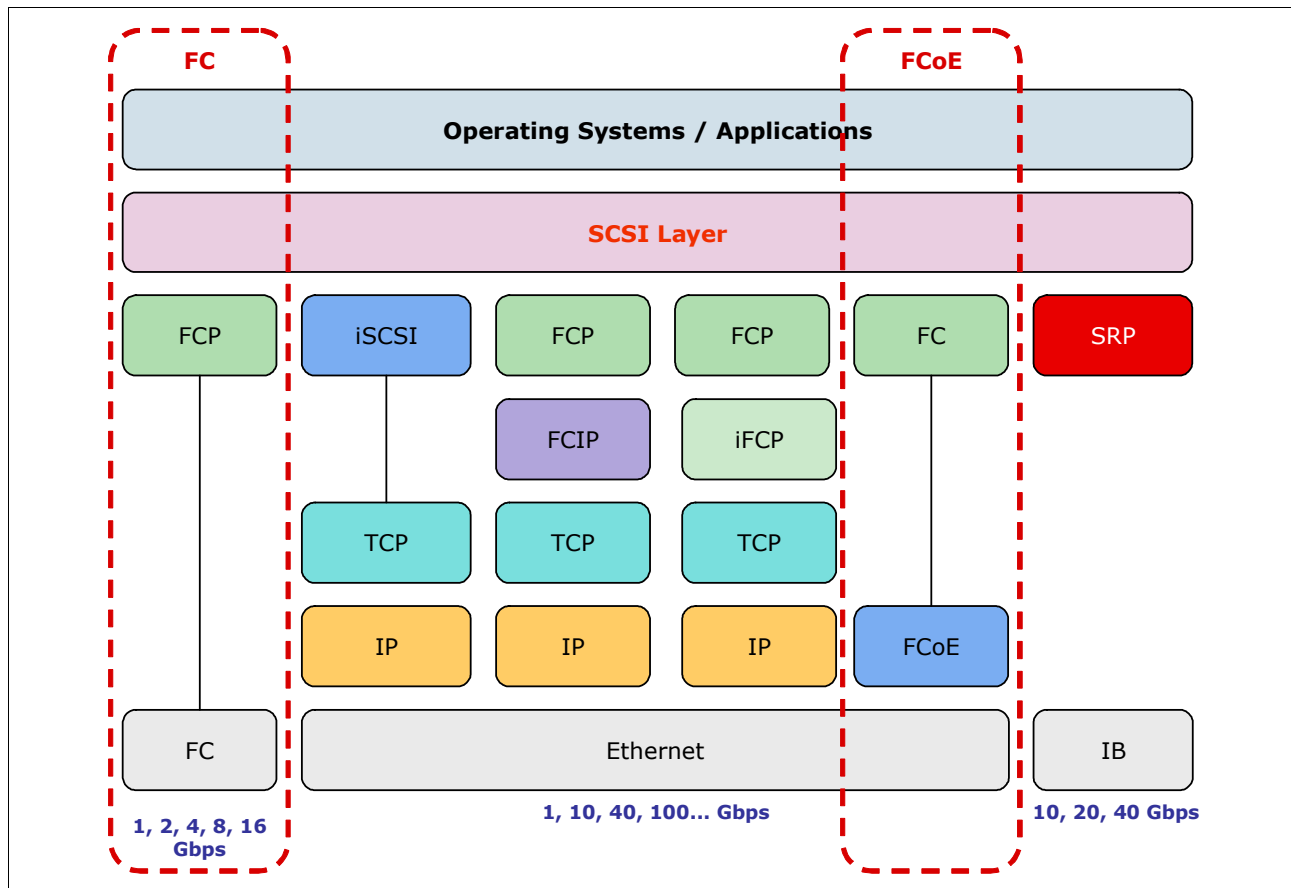 FC
FCoE
Operating Systems / Applications
SCSI Layer
FCP
iSCSI
FCP
FCP
FC
SRP
FCIP
iFCP
TCP
TCP
TCP
IP
IP
IP
FCoE
FC
Ethernet
IB
1, 2, 4, 8, 16
Gbps
1, 10, 40, 100... Gbps
10, 20, 40 Gbps